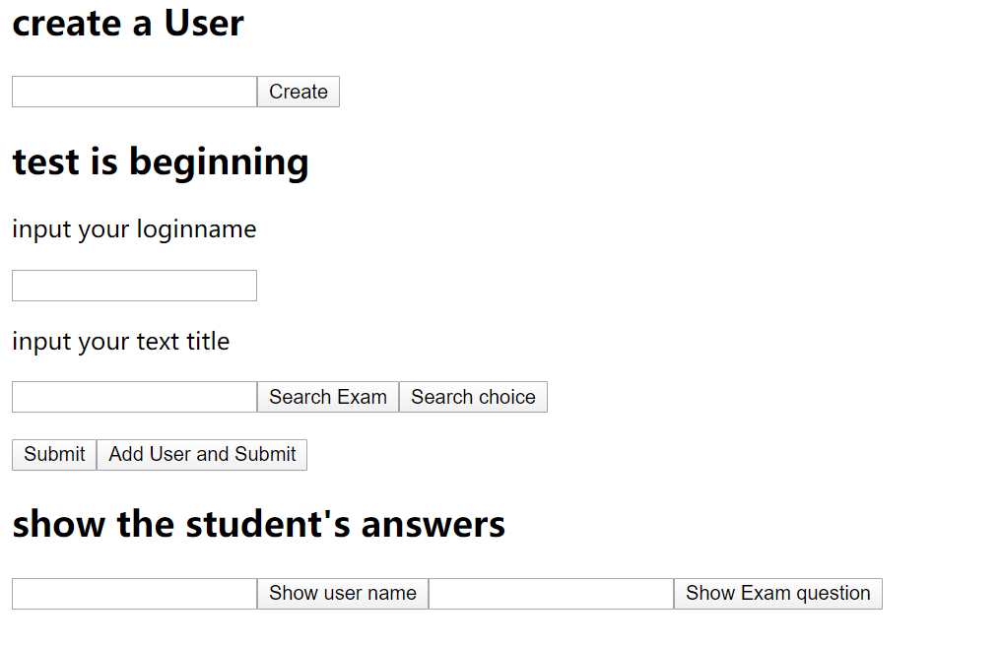 create a User
Create
test is beginning
input your loginname
input your text title
Search Exam Search choice
Submit Add User and Submit
show the student's answers
Show user name Show Exam question